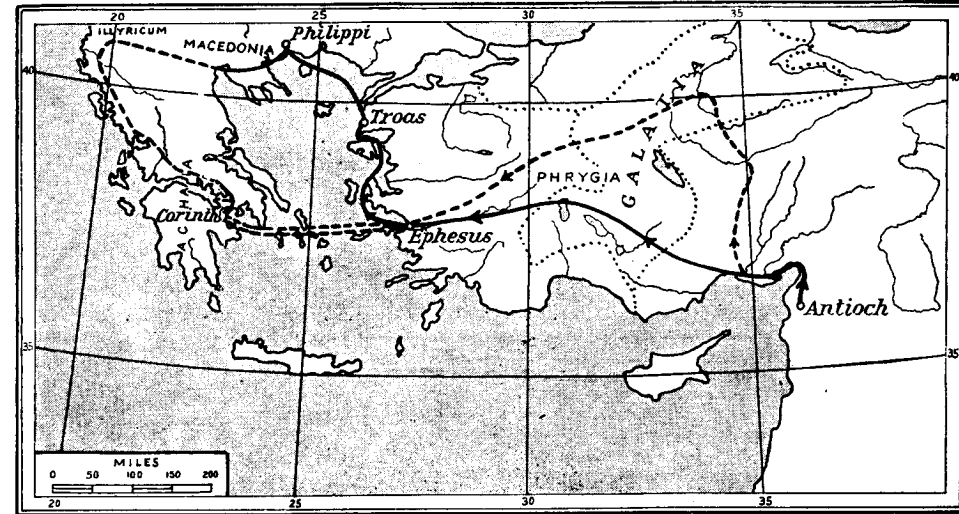 20 25 30 35
ILLYRICUM
MACEDONIA
Philippi
40
40
Troas
GALATIA
PHRYGIA
ACHAIA
Corinth
Ephesus
Antioch
35
35
MILES
0 50 100 150 200
20 25 30 35